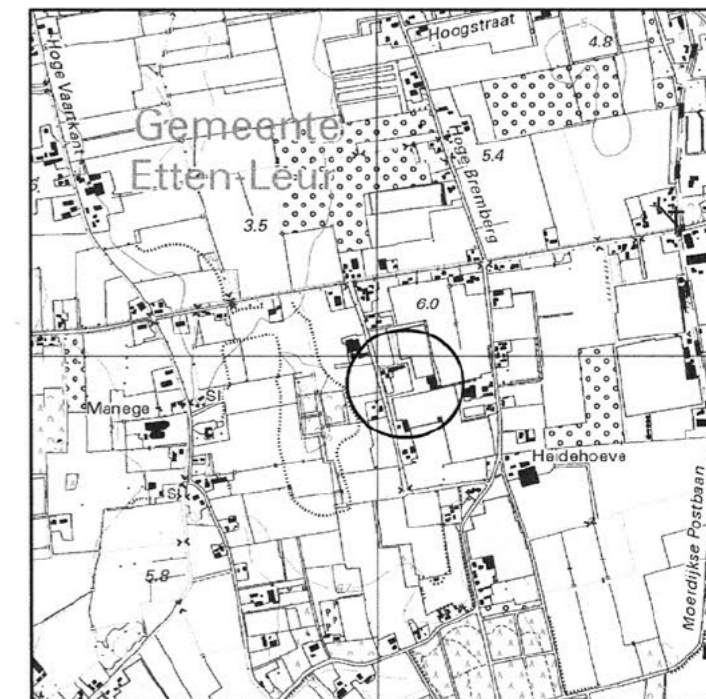 Hoogstraat
4.8
Hoge Vaartkant
Gemeente
Etten-Leur
5.4
Hoge Bremberg
3.5
6.0
Manege
Sl
Heidehoeve
Sl
5.8
Moerdijkse Postbaan